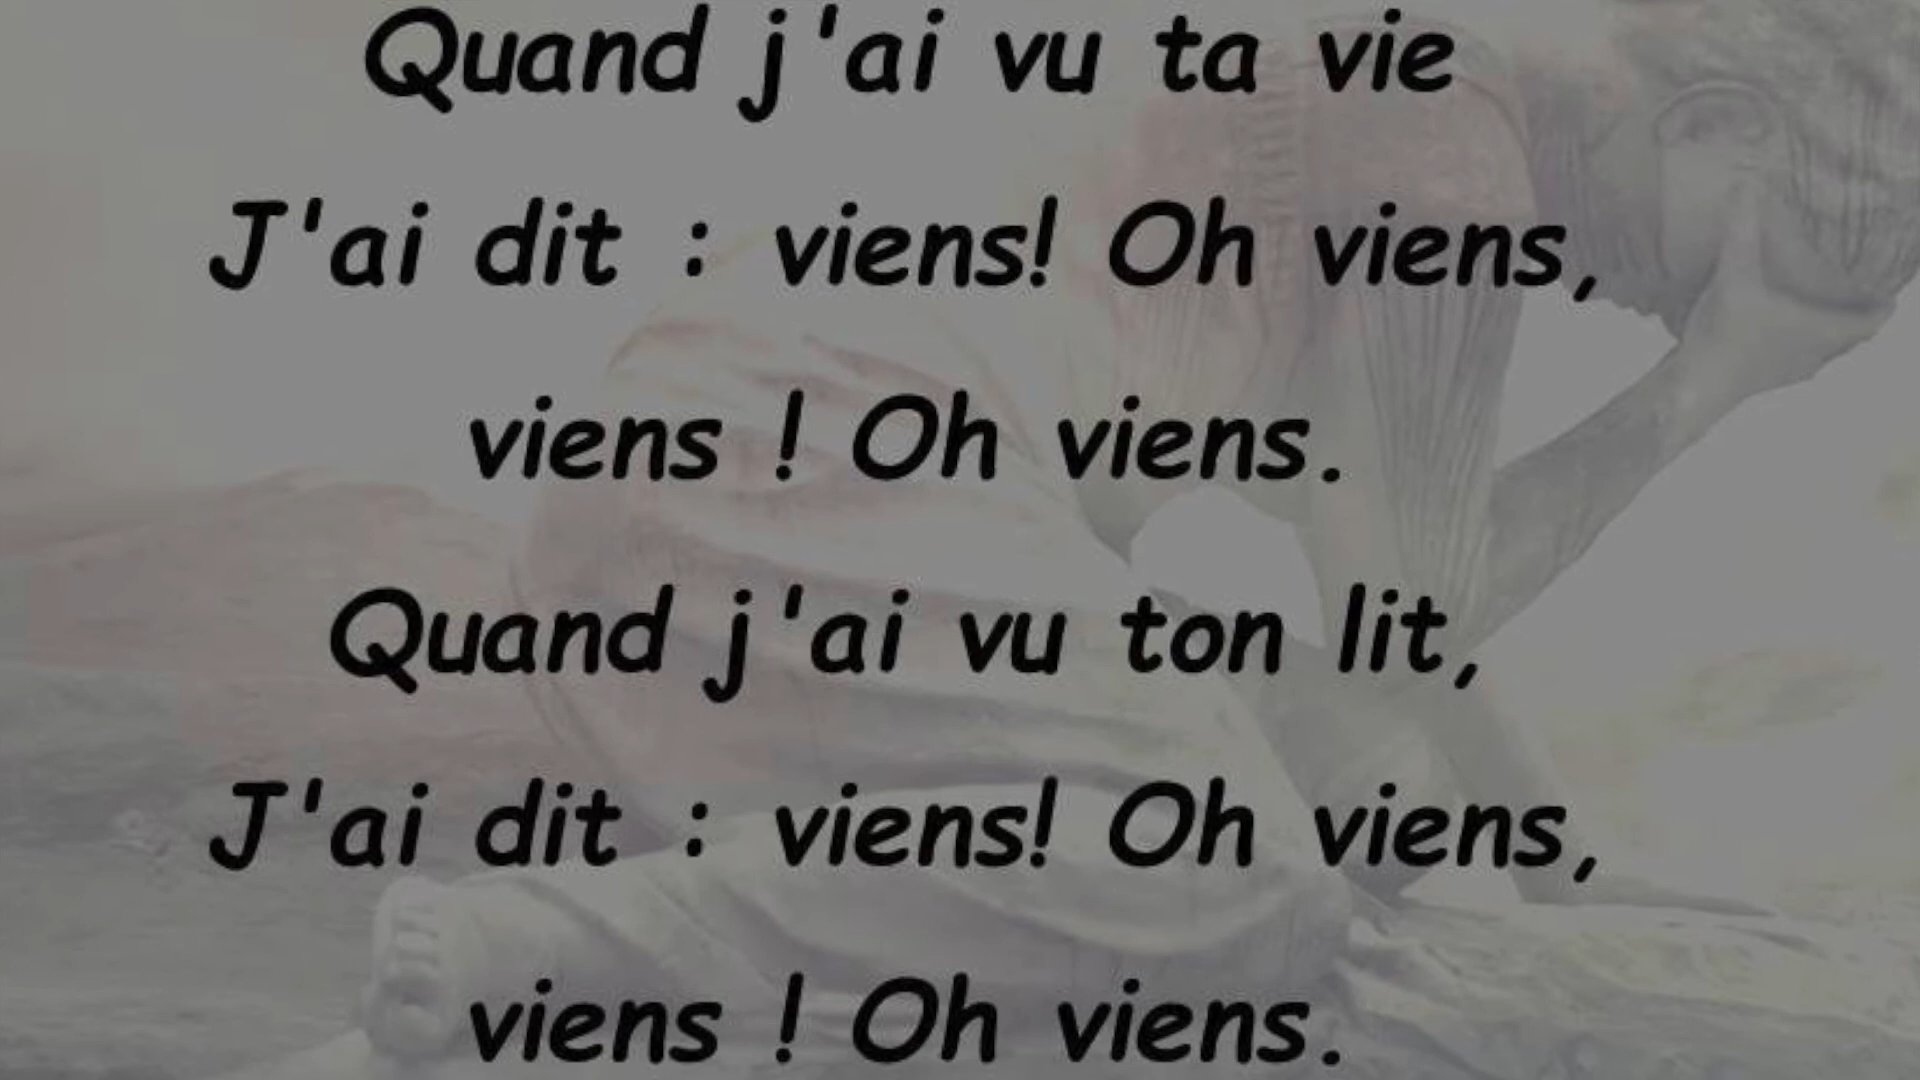 Quand j'ai vu ta vie
J'ai dit : viens! Oh viens,
viens ! Oh viens.
Quand j'ai vu ton lit,
J'ai dit : viens! Oh viens,
viens ! Oh viens.